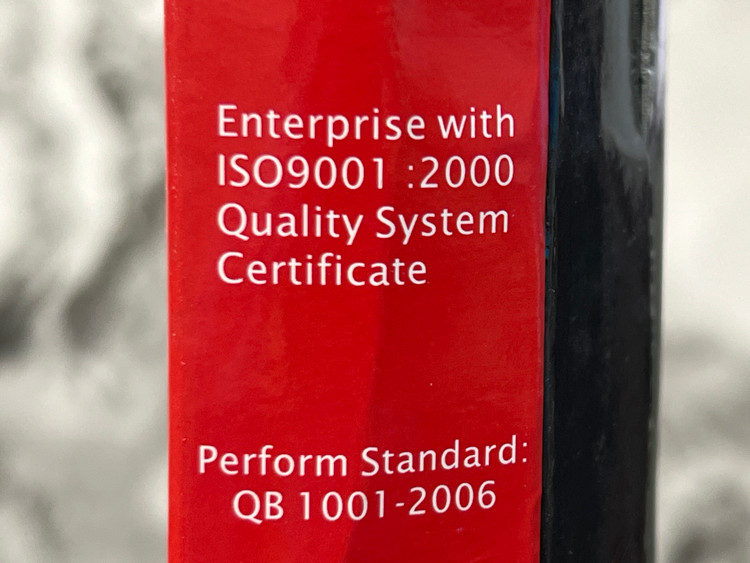 Enterprise with
ISO9001 :2000
Quality System
Certificate
Perform Standard:
QB 1001-2006